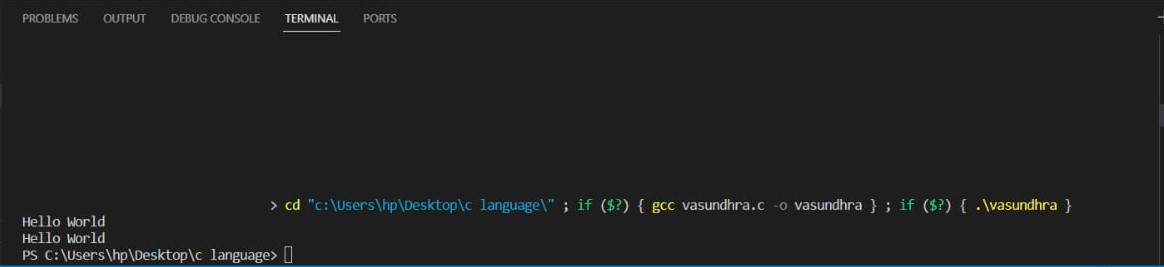 PROBLEMS OUTPUT DEBUG CONSOLE TERMINAL PORTS
> cd "c:\Users\hp\Desktop\c language\" ; if ($?) { gcc vasundhra.c -o vasundhra } ; if ($?) { .\vasundhra }
Hello World
Hello World
PS C:\Users\hp\Desktop\c language>